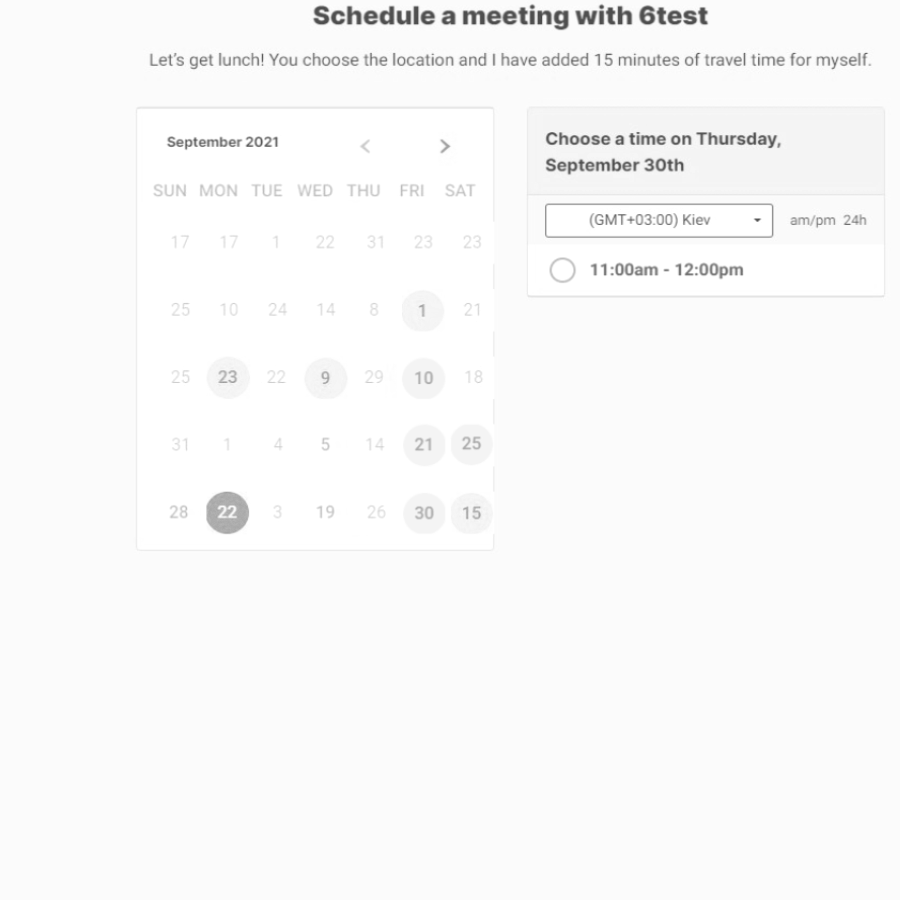 Schedule a meeting with 6test
Let's get lunch! You choose the location and I have added 15 minutes of travel time for myself.
September 2021
SUN MON TUE WED THU FRI SAT
17 17 1 22 31 23 23
25 10 24 14 8 1 21
25 23 22 9 29 10 18
31 1 4 5 14 21 25
28 22 3 19 26 30 15
Choose a time on Thursday,
September 30th
(GMT+03:00) Kiev am/pm 24h
11:00am - 12:00pm